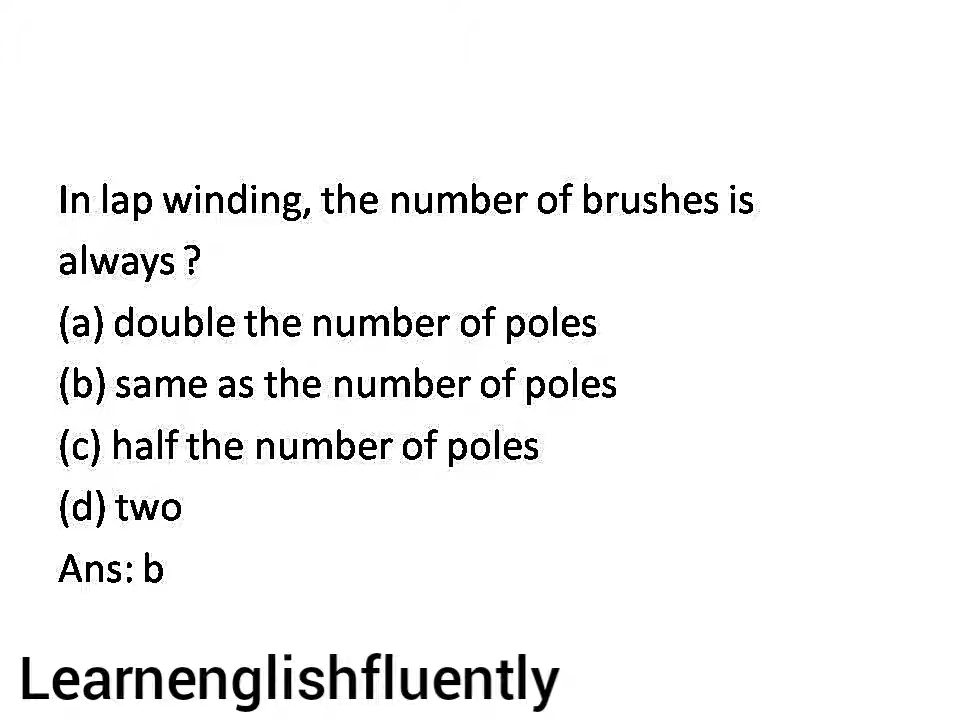 In lap winding, the number of brushes is
always ?
(a) double the number of poles
(b) same as the number of poles
(c) half the number of poles
(d) two
Ans: b
Learnenglishfluently